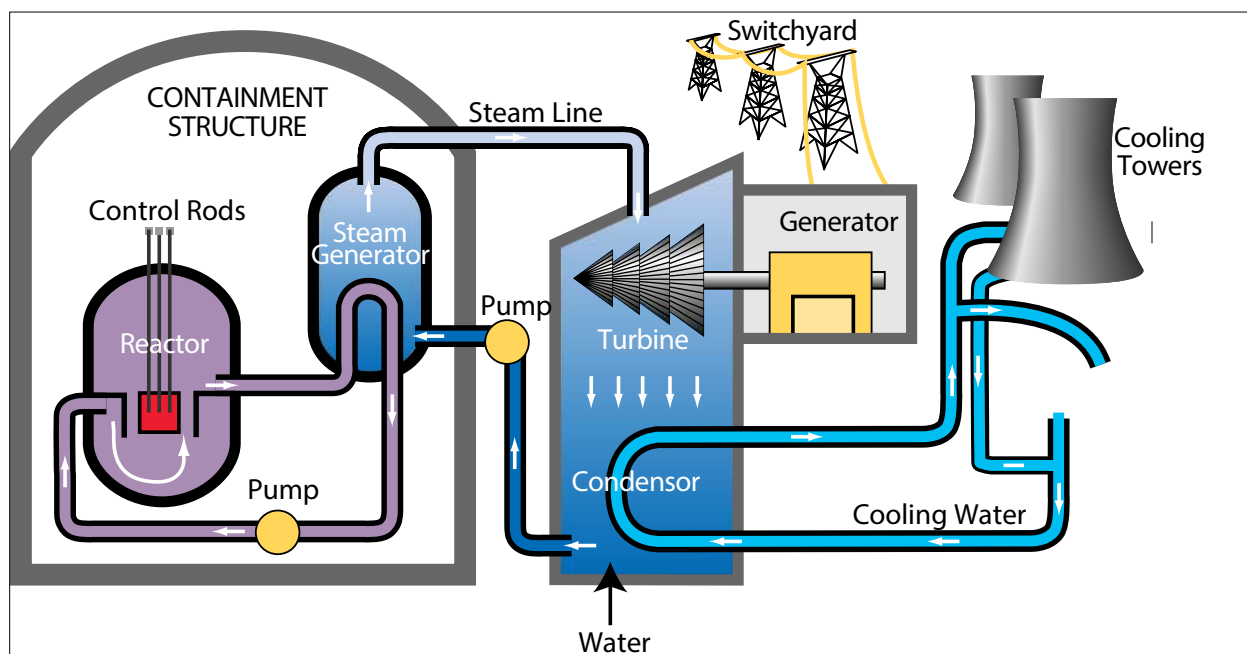 Switchyard
CONTAINMENT
STRUCTURE
Steam Line
Cooling
Towers
Control Rods
Steam
Generator
Generator
Pump
Reactor
Turbine
Pump
Condensor
Cooling Water
Water